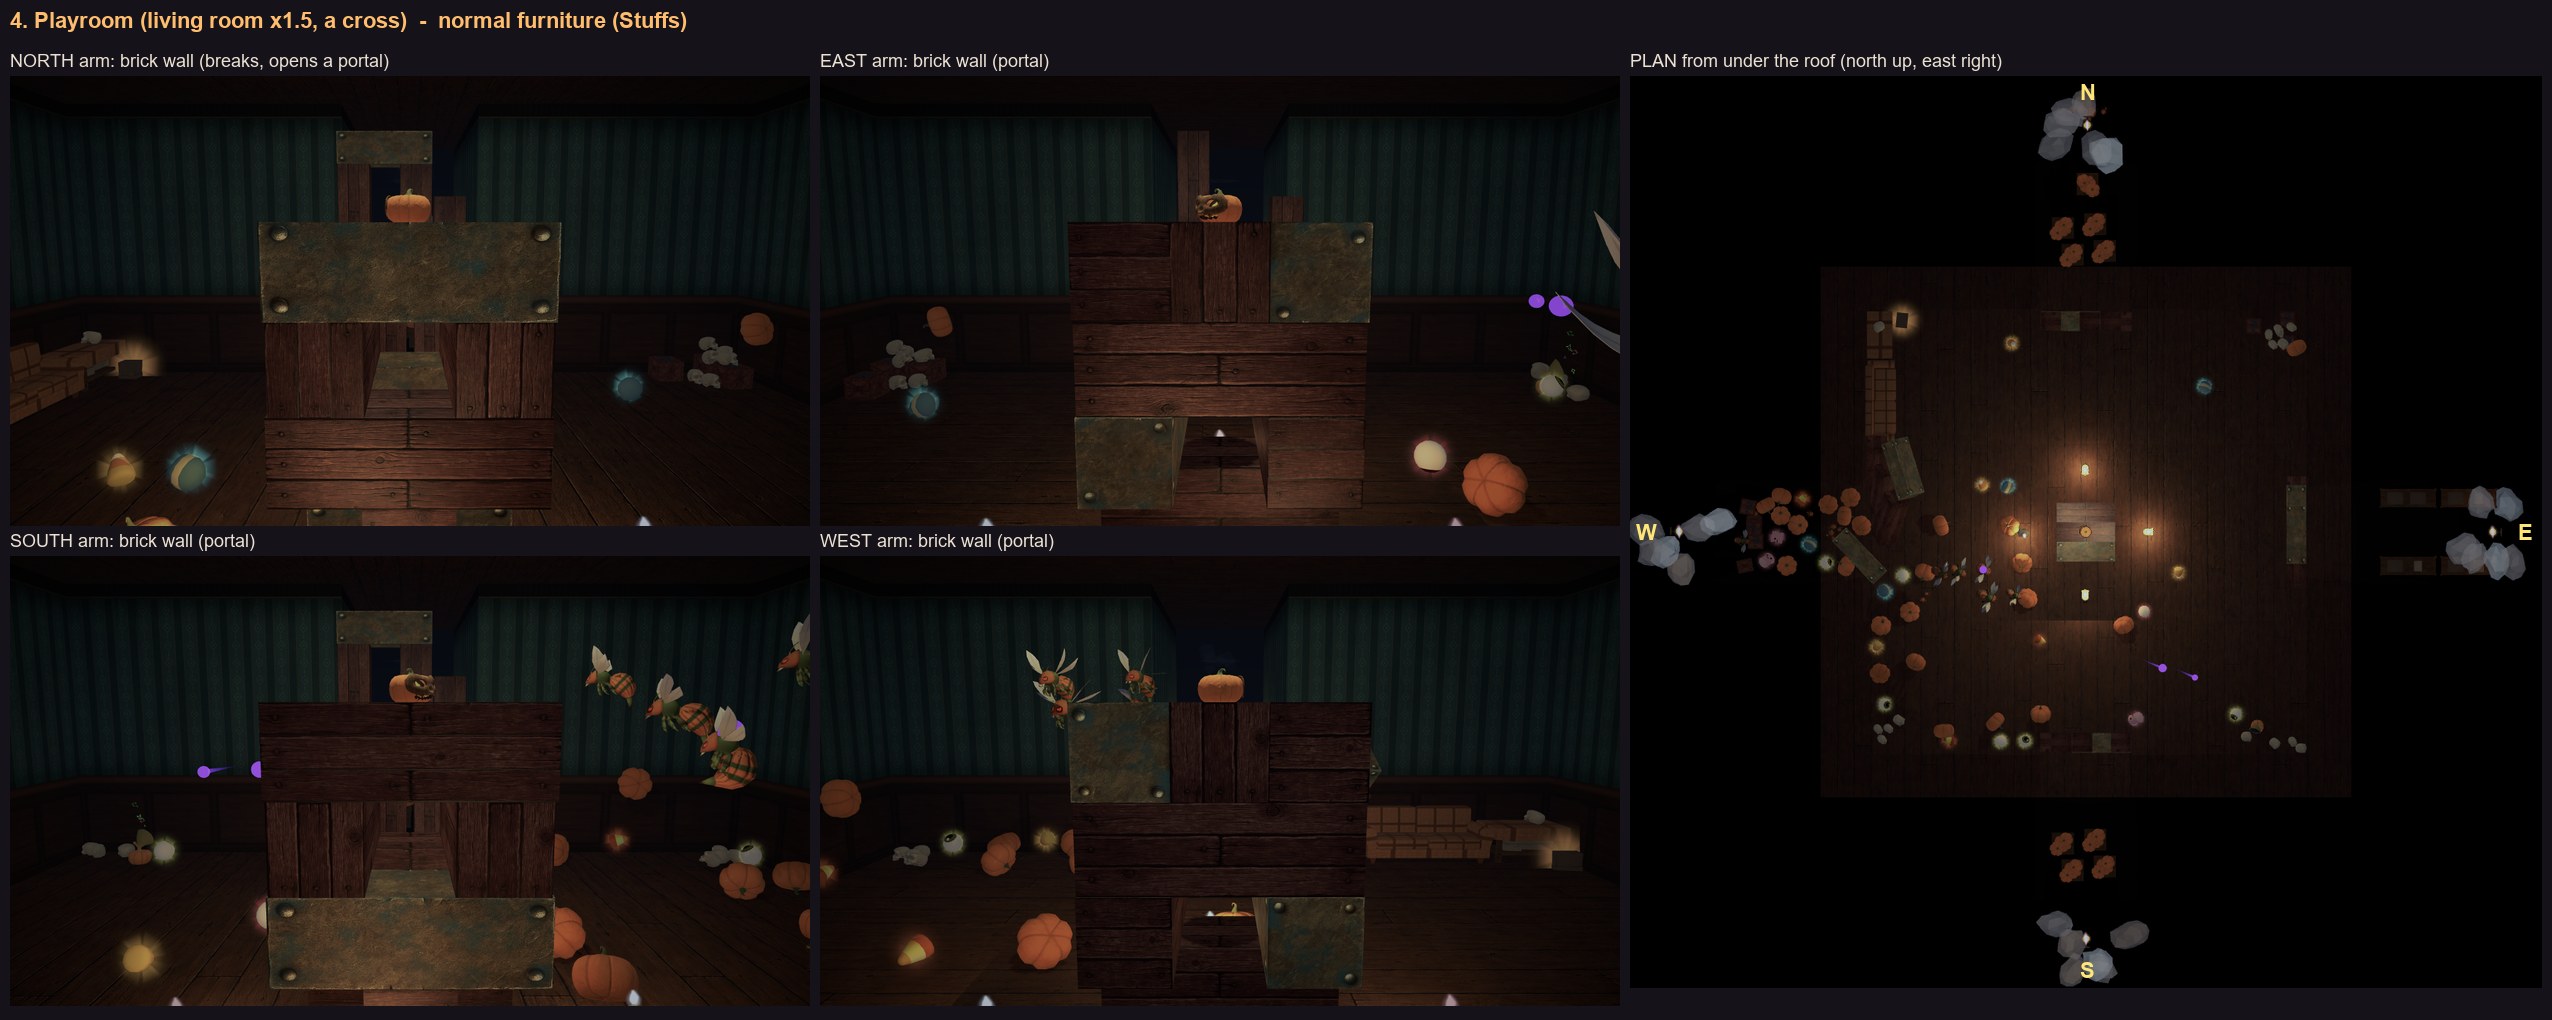 4. Playroom (living room x1.5, a cross)  -  normal furniture (Stuffs)
NORTH arm: brick wall (breaks, opens a portal)
EAST arm: brick wall (portal)
PLAN from under the roof (north up, east right)
N
W
E
SOUTH arm: brick wall (portal)
WEST arm: brick wall (portal)
S